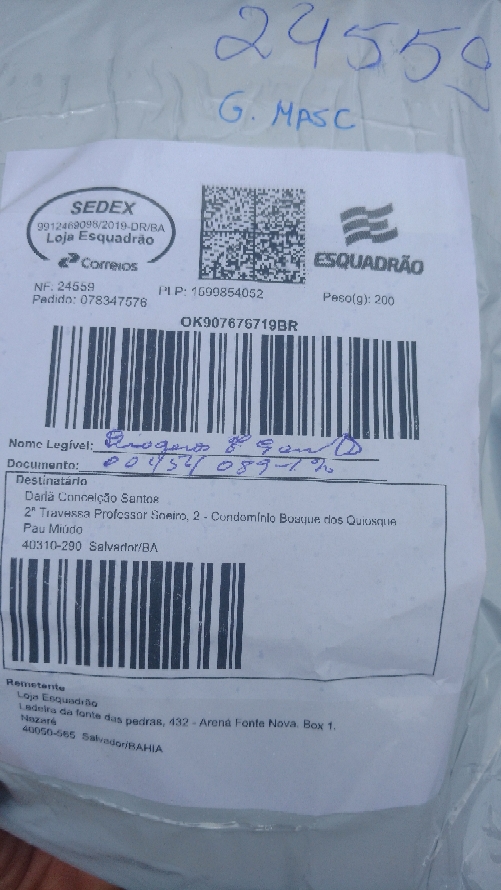 24559
G. MASC
SEDEX
9912469098/2019-DR/BA
Loja Esquadrão
Correios
ESQUADRÃO
NF: 24559
PLP: 1599854052
Peso(g): 200
Pedido: 078347576
OK907676719BR
Nome Legível:
Documento:
Destinatário
Conceição Santos
2ª Travessa Professor Soeiro, 2 - Condomínio Bosque dos Quiosque
Pau Miúdo
40310-290 Salvador/BA
Remetente
Loja Esquadrão
Ladeira da fonte das pedras, 432 - Arena Fonte Nova. Box 1.
Nazaré
40050-565 Salvador/BAHIA